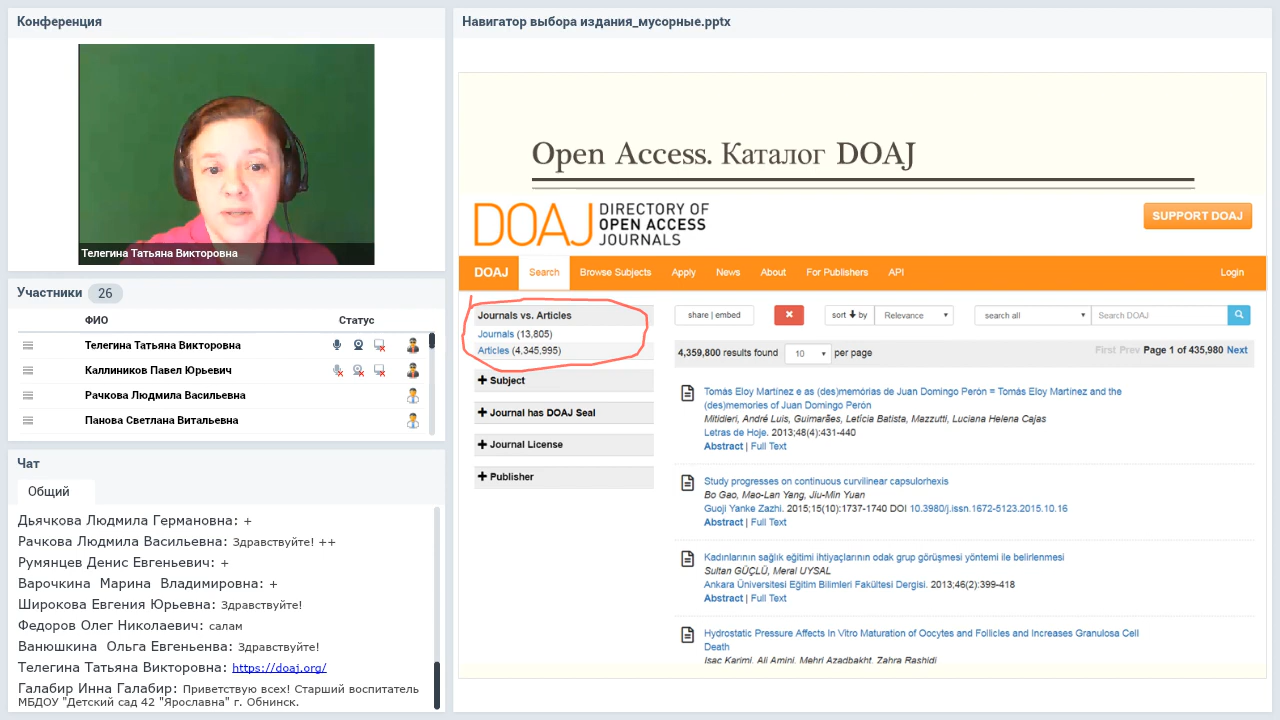 Конференция
Телегина Татьяна Викторовна
Участники 26
ФИО Статус
Телегина Татьяна Викторовна
Каллиников Павел Юрьевич
Рачкова Людмила Васильевна
Панова Светлана Витальевна
Чат
Общий
Дьячкова Людмила Германовна: +
Рачкова Людмила Васильевна: Здравствуйте! ++
Румянцев Денис Евгеньевич: +
Варочкина Марина Владимировна: +
Широкова Евгения Юрьевна: Здравствуйте!
Федоров Олег Николаевич: салам
Ванюшкина Ольга Евгеньенва: Здравствуйте!
Телегина Татьяна Викторовна: https://doaj.org/
Галабир Инна Галабир: Приветствую всех! Старший воспитатель
МБДОУ "Детский сад 42 "Ярославна" г. Обнинск.
Навигатор выбора издания_мусорные.pptx
Open Access. Каталог DOAJ
DOAJ DIRECTORY OF
OPEN ACCESS
JOURNALS
SUPPORT DOAJ
DOAJ Search Browse Subjects Apply News About For Publishers API Login
Journals vs. Articles
Journals (13,805)
Articles (4,345,995)
+ Subject
+ Journal has DOAJ Seal
+ Journal License
+ Publisher
share | embed sort by Relevance search all Search DOAJ
4,359,800 results found 10 per page First Prev Page 1 of 435,980 Next
Tomás Eloy Martínez e as (des)memórias de Juan Domingo Perón = Tomás Eloy Martínez and the
(des)memories of Juan Domingo Perón
Mitidieri, André Luis, Guimarães, Letícia Batista, Mazzutti, Luciana Helena Cajas
Letras de Hoje. 2013;48(4):431-440
Abstract | Full Text
Study progresses on continuous curvilinear capsulorhexis
Bo Gao, Mao-Lan Yang, Jiu-Min Yuan
Guoji Yanke Zazhi. 2015;15(10):1737-1740 DOI 10.3980/j.issn.1672-5123.2015.10.16
Abstract | Full Text
Kadınlarının sağlık eğitimi ihtiyaçlarının odak grup görüşmesi yöntemi ile belirlenmesi
Sultan GÜÇLÜ, Meral UYSAL
Ankara Üniversitesi Eğitim Bilimleri Fakültesi Dergisi. 2013;46(2):399-418
Abstract | Full Text
Hydrostatic Pressure Affects In Vitro Maturation of Oocytes and Follicles and Increases Granulosa Cell
Death
Isac Karimi, Ali Amini, Mehri Azadbakht, Zahra Rashidi